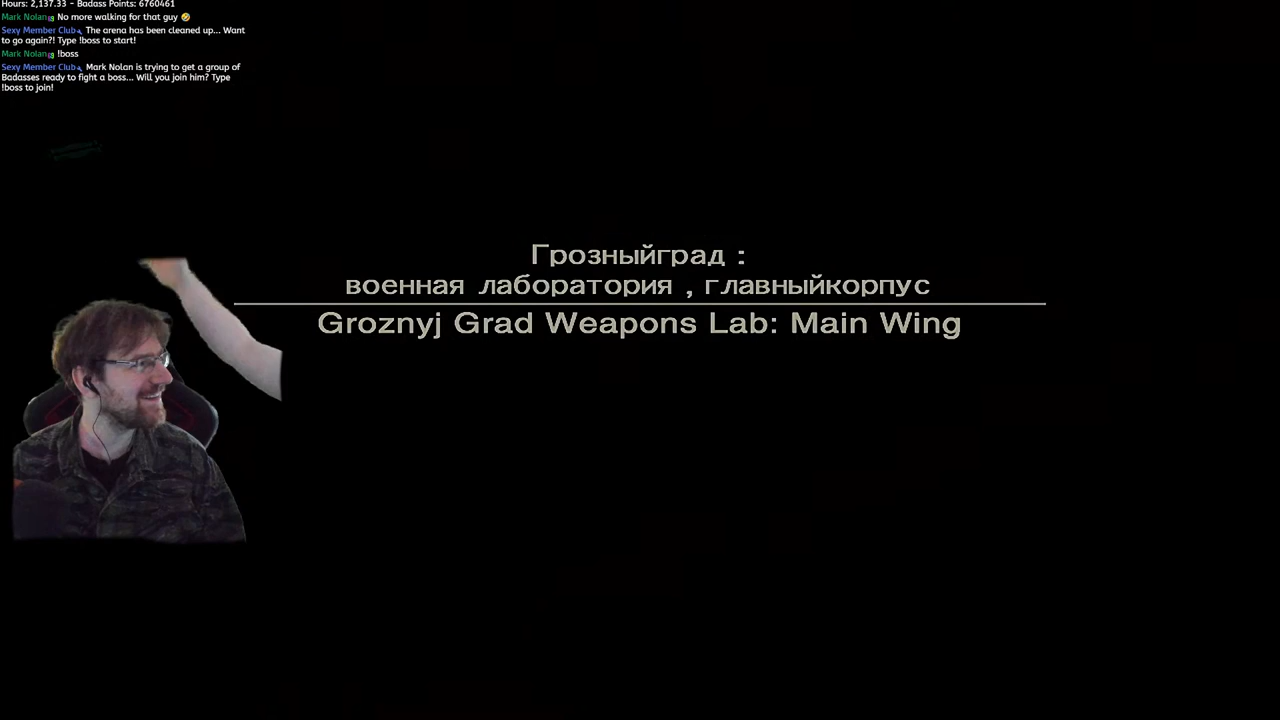 Hours: 2,137.33 - Badass Points: 6760461
Mark Nolan No more walking for that guy 🤣
Sexy Member Club The arena has been cleaned up... Want
to go again?! Type !boss to start!
Mark Nolan !boss
Sexy Member Club Mark Nolan is trying to get a group of
Badasses ready to fight a boss... Will you join him? Type
!boss to join!
Грозныйград :
военная лаборатория , главныйкорпус
Groznyj Grad Weapons Lab: Main Wing